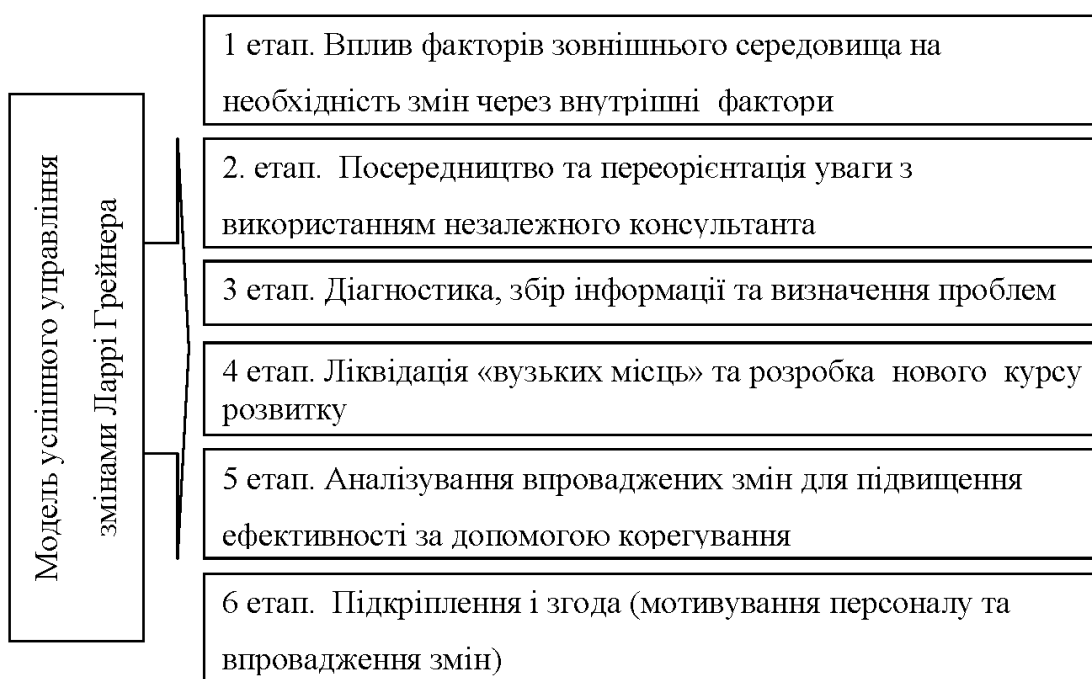 Модель успішного управління
змінами Ларрі Грейнера
1 етап. Вплив факторів зовнішнього середовища на
необхідність змін через внутрішні фактори
2. етап. Посередництво та переорієнтація уваги з
використанням незалежного консультанта
3 етап. Діагностика, збір інформації та визначення проблем
4 етап. Ліквідація «вузьких місць» та розробка нового курсу
розвитку
5 етап. Аналізування впроваджених змін для підвищення
ефективності за допомогою корегування
6 етап. Підкріплення і згода (мотивування персоналу та
впровадження змін)